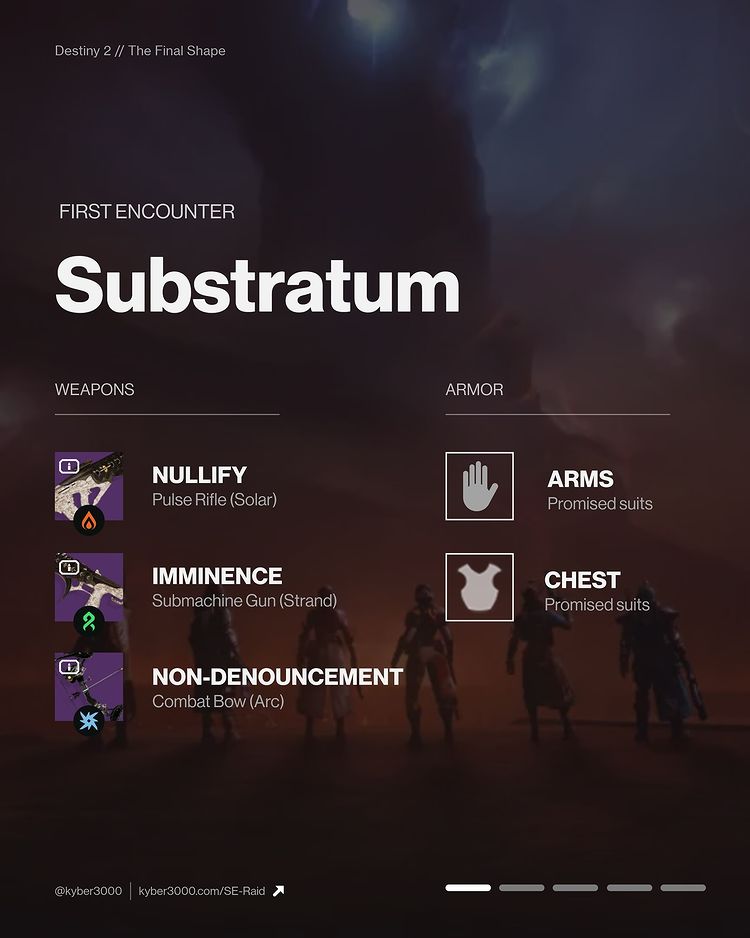 Destiny 2 // The Final Shape
FIRST ENCOUNTER
Substratum
WEAPONS
NULLIFY
Pulse Rifle (Solar)
IMMINENCE
Submachine Gun (Strand)
NON-DENOUNCEMENT
Combat Bow (Arc)
ARMOR
ARMS
Promised suits
CHEST
Promised suits
@kyber3000
kyber3000.com/SE-Raid